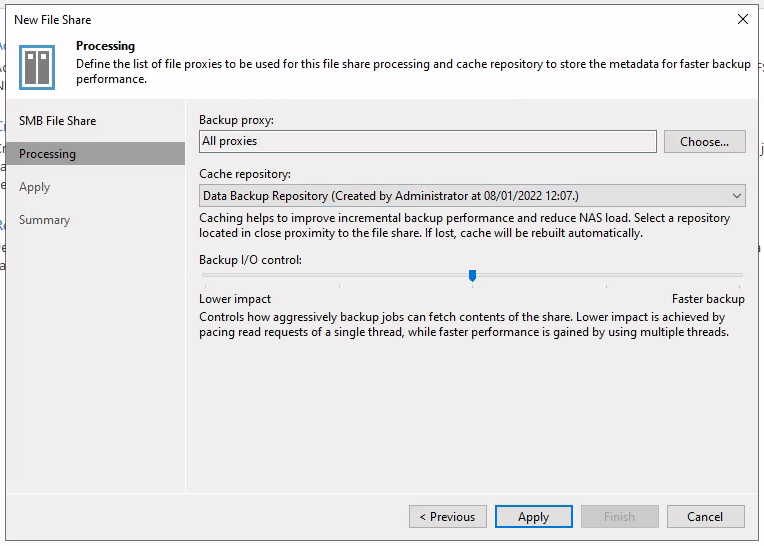 New File Share
Processing
Define the list of file proxies to be used for this file share processing and cache repository to store the metadata for faster backup
performance.
SMB File Share
Processing
Apply
Summary
Backup proxy:
All proxies
Choose...
Cache repository:
Data Backup Repository (Created by Administrator at 08/01/2022 12:07.)
Caching helps to improve incremental backup performance and reduce NAS load. Select a repository
located in close proximity to the file share. If lost, cache will be rebuilt automatically.
Backup I/O control:
Lower impact
Faster backup
Controls how aggressively backup jobs can fetch contents of the share. Lower impact is achieved by
pacing read requests of a single thread, while faster performance is gained by using multiple threads.
< Previous
Apply
Finish
Cancel